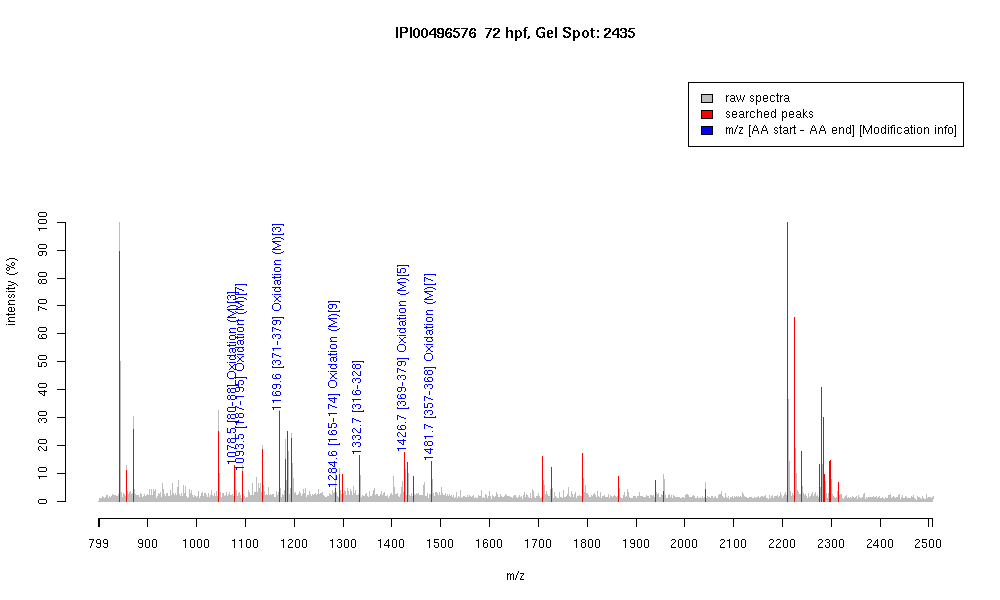 IPI00496576 72 hpf, Gel Spot: 2435
raw spectra
searched peaks
m/z [AA start - AA end] [Modification info]
intensity (%)
100
90
80
70
60
50
40
30
20
10
0
1078.5 [80-88] Oxidation (M)[3]
1093.5 [187-195] Oxidation (M)[7]
1169.6 [371-379] Oxidation (M)[3]
1284.6 [165-174] Oxidation (M)[9]
1332.7 [316-328]
1426.7 [369-379] Oxidation (M)[5]
1481.7 [357-368] Oxidation (M)[7]
799 900 1000 1100 1200 1300 1400 1500 1600 1700 1800 1900 2000 2100 2200 2300 2400 2500
m/z